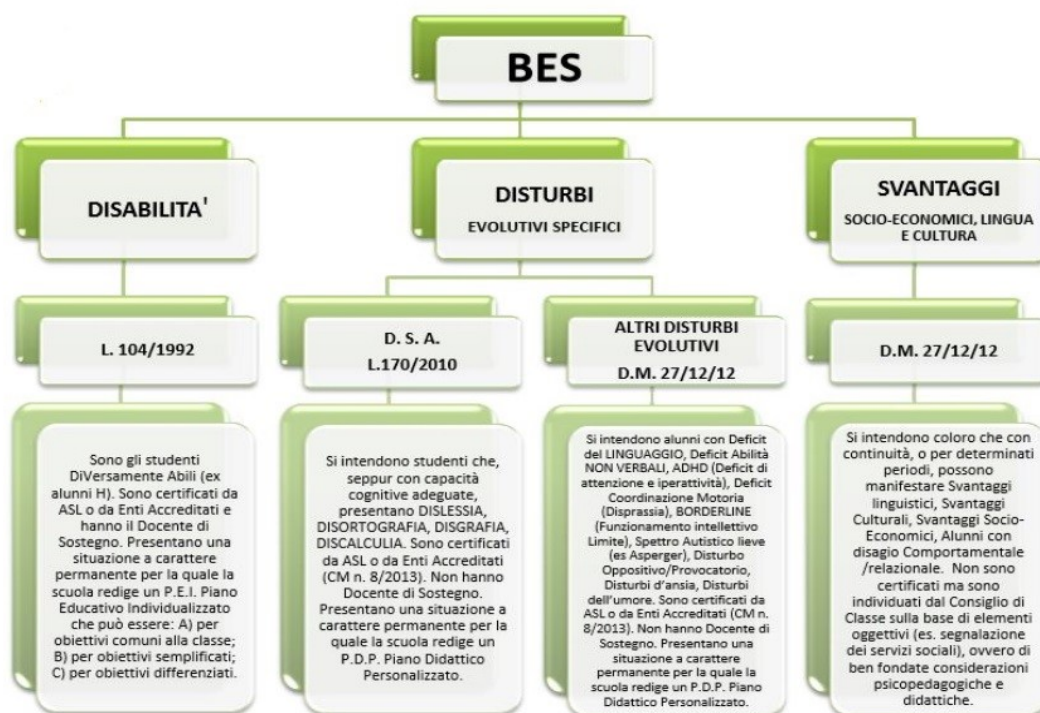 BES
DISABILITA'
DISTURBI
EVOLUTIVI SPECIFICI
SVANTAGGI
SOCIO-ECONOMICI, LINGUA
E CULTURA
L. 104/1992
D. S. A.
L.170/2010
ALTRI DISTURBI
EVOLUTIVI
D.M. 27/12/12
D.M. 27/12/12
Sono gli studenti
DiVersamente Abili (ex
alunni H). Sono certificati da
ASL o da Enti Accreditati e
hanno il Docente di
Sostegno. Presentano una
situazione a carattere
permanente per la quale la
scuola redige un P.E.I. Piano
Educativo Individualizzato
che può essere: A) per
obiettivi comuni alla classe;
B) per obiettivi semplificati;
C) per obiettivi differenziati.
Si intendono studenti che,
seppur con capacità
cognitive adeguate,
presentano DISLESSIA,
DISORTOGRAFIA, DISGRAFIA,
DISCALCULIA. Sono certificati
da ASL o da Enti Accreditati
(CM n. 8/2013). Non hanno
Docente di Sostegno.
Presentano una situazione a
carattere permanente per la
quale la scuola redige un
P.D.P. Piano Didattico
Personalizzato.
Si intendono alunni con Deficit
del LINGUAGGIO, Deficit Abilità
NON VERBALI, ADHD (Deficit di
attenzione e iperattività), Deficit
Coordinazione Motoria
(Disprassia), BORDERLINE
(Funzionamento intellettivo
Limite), Spettro Autistico lieve
(es Asperger), Disturbo
Oppositivo/Provocatorio,
Disturbi d'ansia, Disturbi
dell'umore. Sono certificati da
ASL o da Enti Accreditati (CM n.
8/2013). Non hanno Docente di
Sostegno. Presentano una
situazione a carattere
permanente per la quale la
scuola redige un P.D.P. Piano
Didattico Personalizzato.
Si intendono coloro che con
continuità, o per determinati
periodi, possono
manifestare Svantaggi
linguistici, Svantaggi
Culturali, Svantaggi Socio-
Economici, Alunni con
disagio Comportamentale
/relazionale. Non sono
certificati ma sono
individuati dal Consiglio di
Classe sulla base di elementi
oggettivi (es. segnalazione
dei servizi sociali), ovvero di
ben fondate considerazioni
psicopedagogiche e
didattiche.